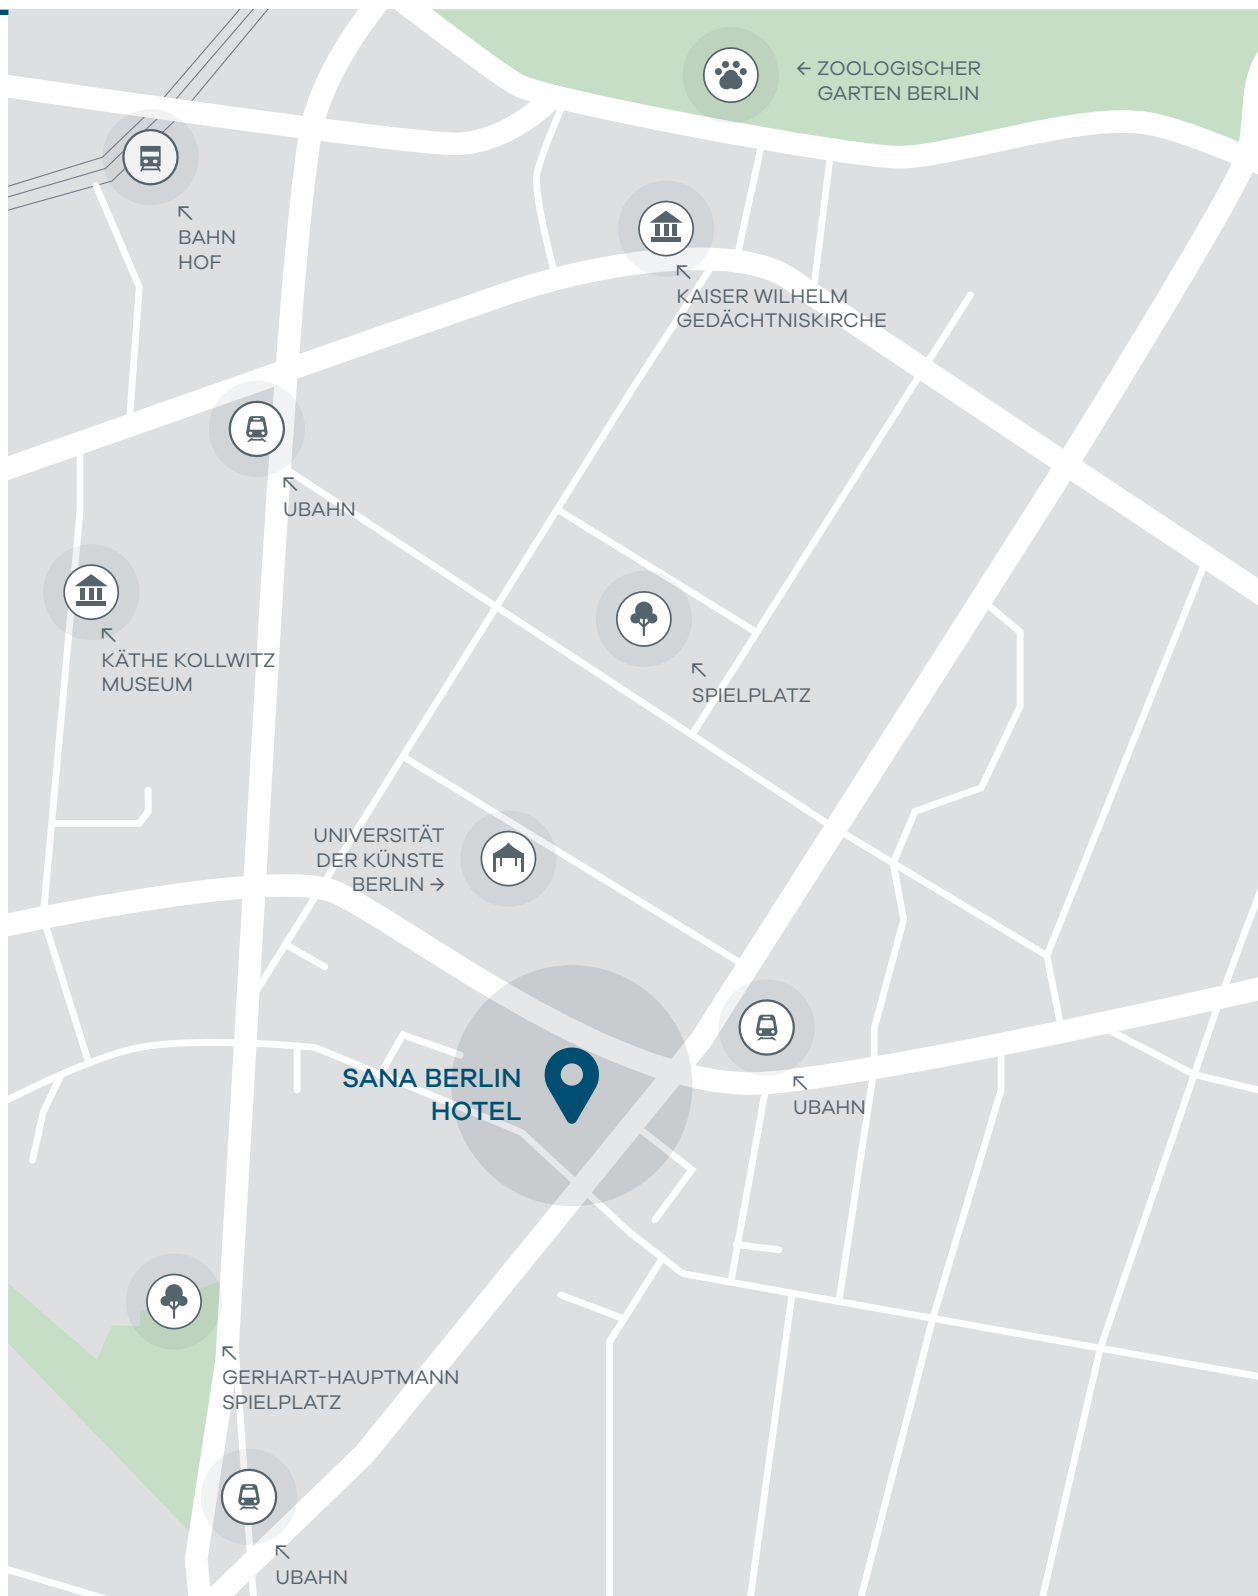 ← ZOOLOGISCHER
GARTEN BERLIN
↖
BAHN
HOF
↖
KAISER WILHELM
GEDÄCHTNISKIRCHE
↖
UBAHN
↖
KÄTHE KOLLWITZ
MUSEUM
↖
SPIELPLATZ
UNIVERSITÄT
DER KÜNSTE
BERLIN →
SANA BERLIN
HOTEL
↖
UBAHN
↖
GERHART-HAUPTMANN
SPIELPLATZ
↖
UBAHN